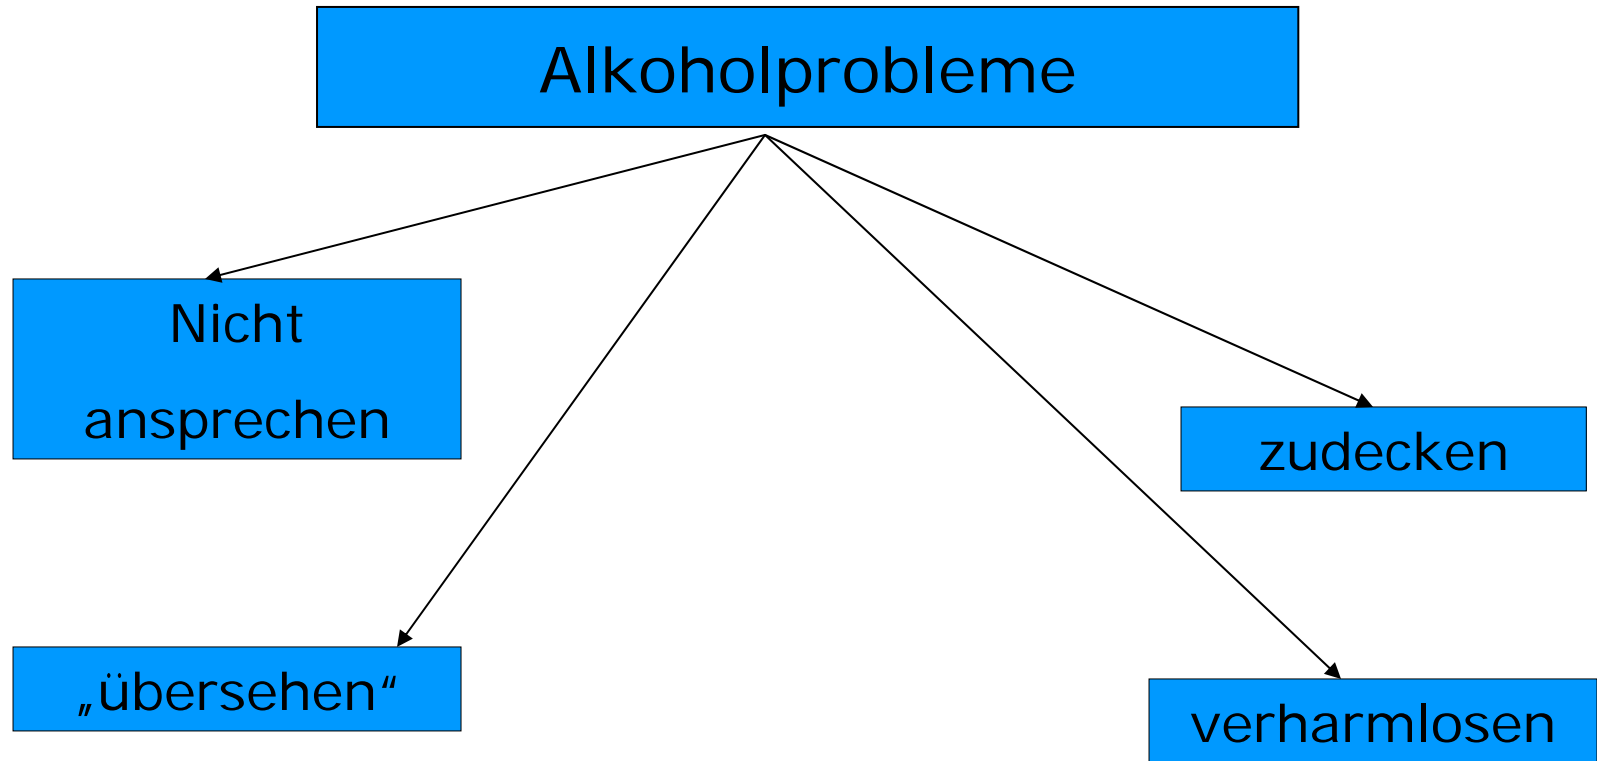 Alkoholprobleme
Nicht
ansprechen
zudecken
„übersehen“
verharmlosen